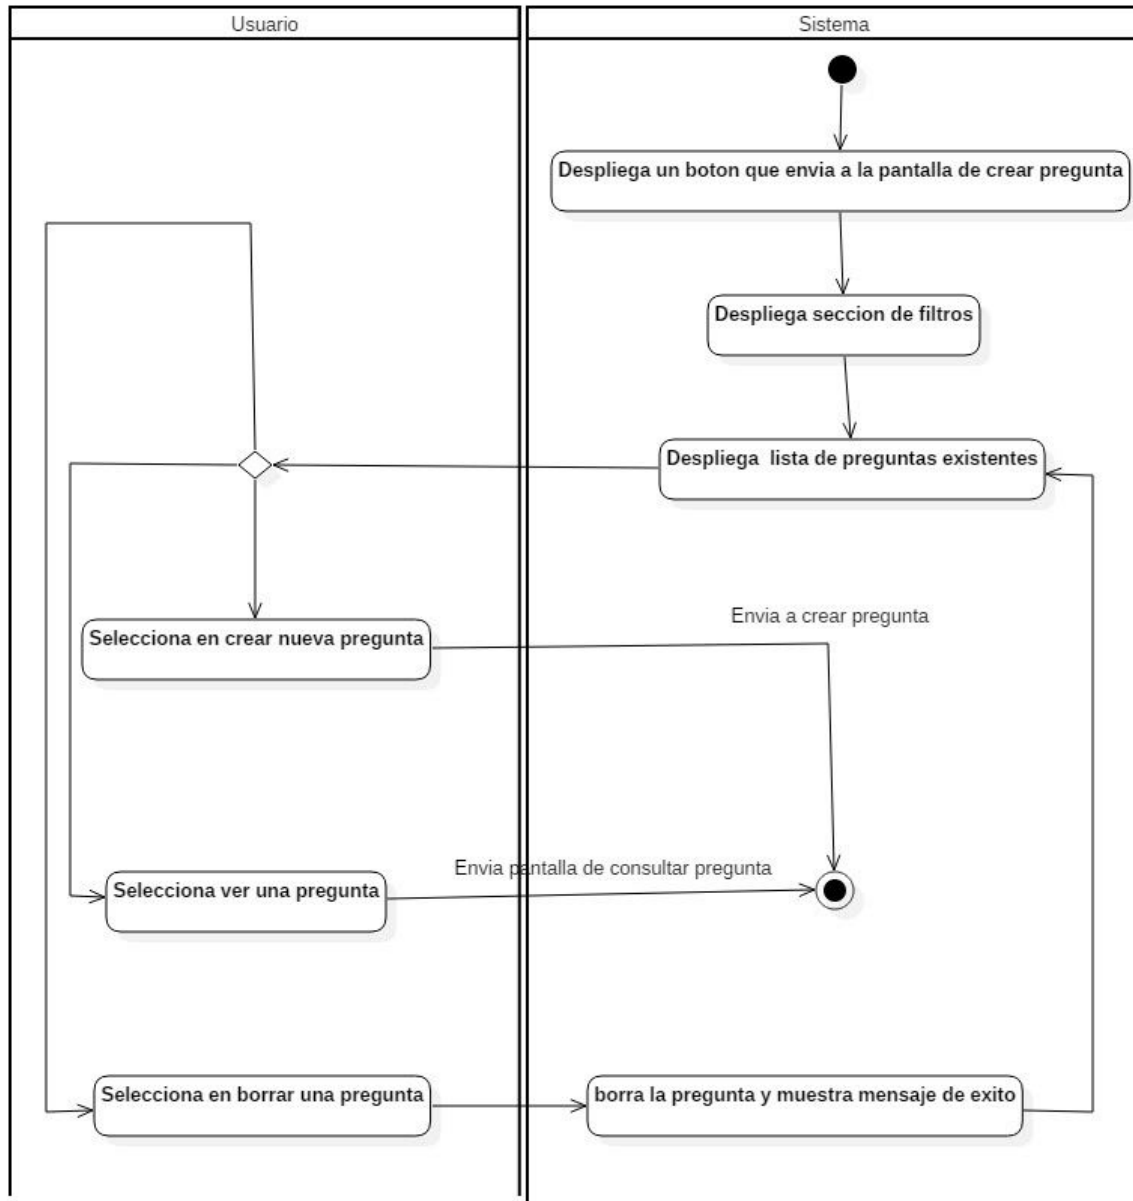 Usuario
Sistema
Despliega un boton que envia a la pantalla de crear pregunta
Despliega seccion de filtros
Despliega lista de preguntas existentes
Envia a crear pregunta
Selecciona en crear nueva pregunta
Envia pantalla de consultar pregunta
Selecciona ver una pregunta
Selecciona en borrar una pregunta
borra la pregunta y muestra mensaje de exito